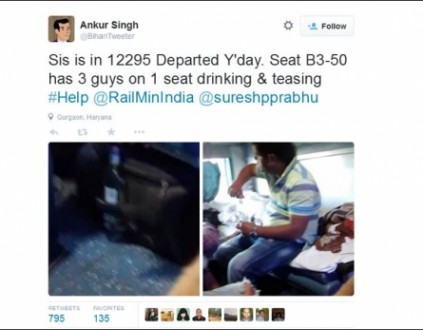 Ankur Singh
@BihariTweeter
Follow
Sis is in 12295 Departed Y'day. Seat B3-50
has 3 guys on 1 seat drinking & teasing
#Help @RailMinIndia @sureshpprabhu
Gurgaon, Haryana
RETWEETS
FAVORITES
795
135